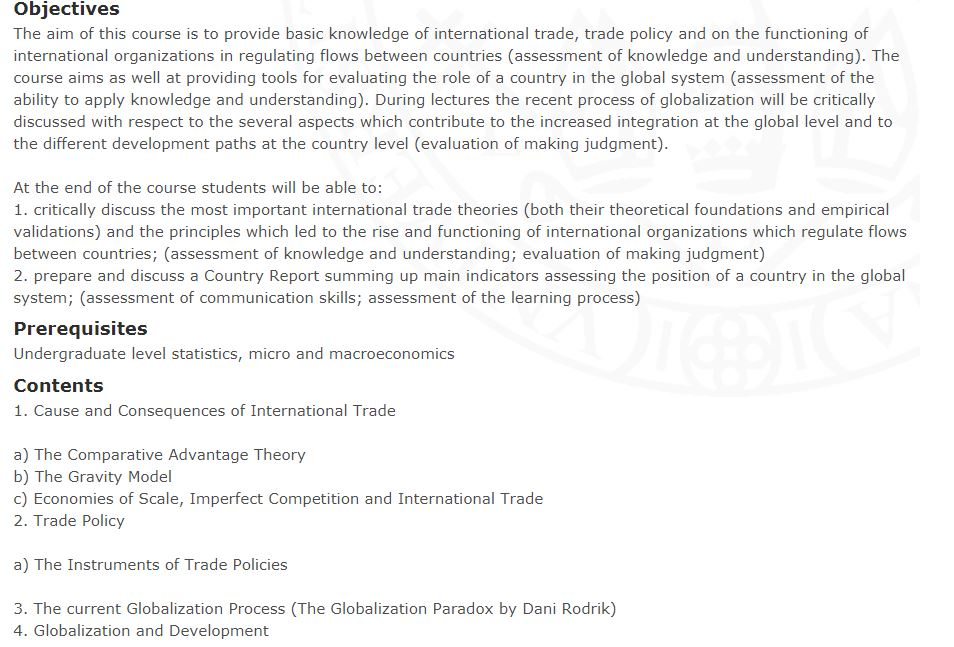 Objectives
The aim of this course is to provide basic knowledge of international trade, trade policy and on the functioning of
international organizations in regulating flows between countries (assessment of knowledge and understanding). The
course aims as well at providing tools for evaluating the role of a country in the global system (assessment of the
ability to apply knowledge and understanding). During lectures the recent process of globalization will be critically
discussed with respect to the several aspects which contribute to the increased integration at the global level and to
the different development paths at the country level (evaluation of making judgment).
At the end of the course students will be able to:
1. critically discuss the most important international trade theories (both their theoretical foundations and empirical
validations) and the principles which led to the rise and functioning of international organizations which regulate flows
between countries; (assessment of knowledge and understanding; evaluation of making judgment)
2. prepare and discuss a Country Report summing up main indicators assessing the position of a country in the global
system; (assessment of communication skills; assessment of the learning process)
Prerequisites
Undergraduate level statistics, micro and macroeconomics
Contents
1. Cause and Consequences of International Trade
a) The Comparative Advantage Theory
b) The Gravity Model
c) Economies of Scale, Imperfect Competition and International Trade
2. Trade Policy
a) The Instruments of Trade Policies
3. The current Globalization Process (The Globalization Paradox by Dani Rodrik)
4. Globalization and Development